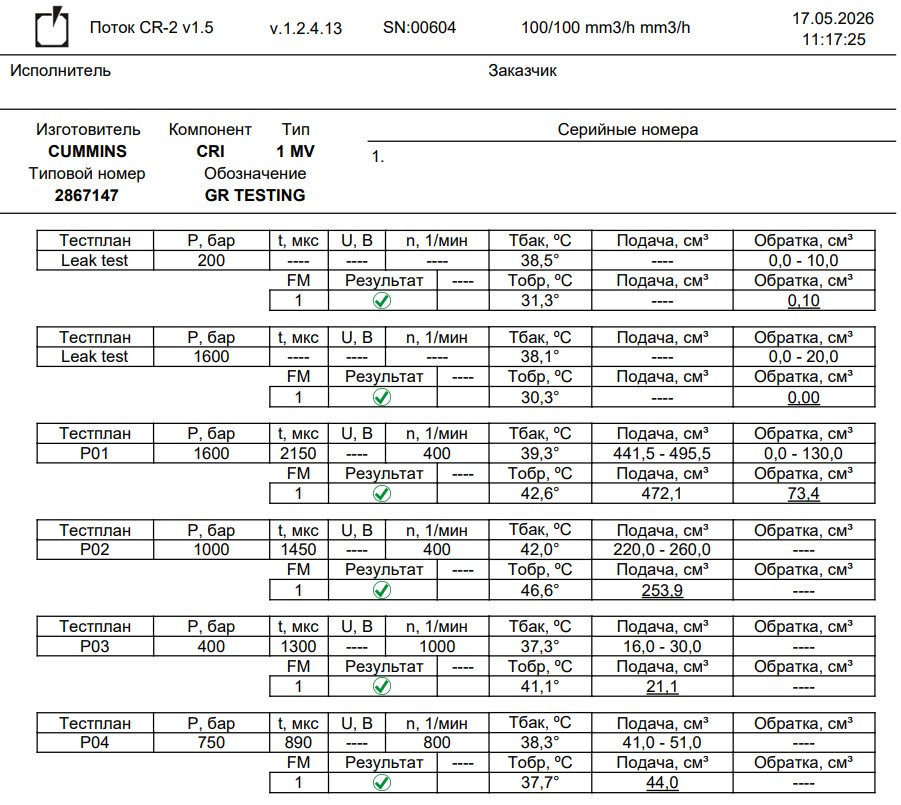 Поток CR-2 v1.5 v.1.2.4.13 SN:00604 100/100 mm3/h mm3/h 17.05.2026
11:17:25
Исполнитель Заказчик
Изготовитель Компонент Тип Серийные номера
CUMMINS CRI 1 MV 1.
Типовой номер Обозначение
2867147 GR TESTING
Тестплан P, бар t, мкс U, В n, 1/мин Тбак, ºC Подача, см³ Обратка, см³
Leak test 200 ---- ---- ---- 38,5° ---- 0,0 - 10,0
FM Результат ---- Тобр, ºC Подача, см³ Обратка, см³
1 31,3° ---- 0,10
Тестплан P, бар t, мкс U, В n, 1/мин Тбак, ºC Подача, см³ Обратка, см³
Leak test 1600 ---- ---- ---- 38,1° ---- 0,0 - 20,0
FM Результат ---- Тобр, ºC Подача, см³ Обратка, см³
1 30,3° ---- 0,00
Тестплан P, бар t, мкс U, В n, 1/мин Тбак, ºC Подача, см³ Обратка, см³
P01 1600 2150 ---- 400 39,3° 441,5 - 495,5 0,0 - 130,0
FM Результат ---- Тобр, ºC Подача, см³ Обратка, см³
1 42,6° 472,1 73,4
Тестплан P, бар t, мкс U, В n, 1/мин Тбак, ºC Подача, см³ Обратка, см³
P02 1000 1450 ---- 400 42,0° 220,0 - 260,0 ----
FM Результат ---- Тобр, ºC Подача, см³ Обратка, см³
1 46,6° 253,9 ----
Тестплан P, бар t, мкс U, В n, 1/мин Тбак, ºC Подача, см³ Обратка, см³
P03 400 1300 ---- 1000 37,3° 16,0 - 30,0 ----
FM Результат ---- Тобр, ºC Подача, см³ Обратка, см³
1 41,1° 21,1 ----
Тестплан P, бар t, мкс U, В n, 1/мин Тбак, ºC Подача, см³ Обратка, см³
P04 750 890 ---- 800 38,3° 41,0 - 51,0 ----
FM Результат ---- Тобр, ºC Подача, см³ Обратка, см³
1 37,7° 44,0 ----